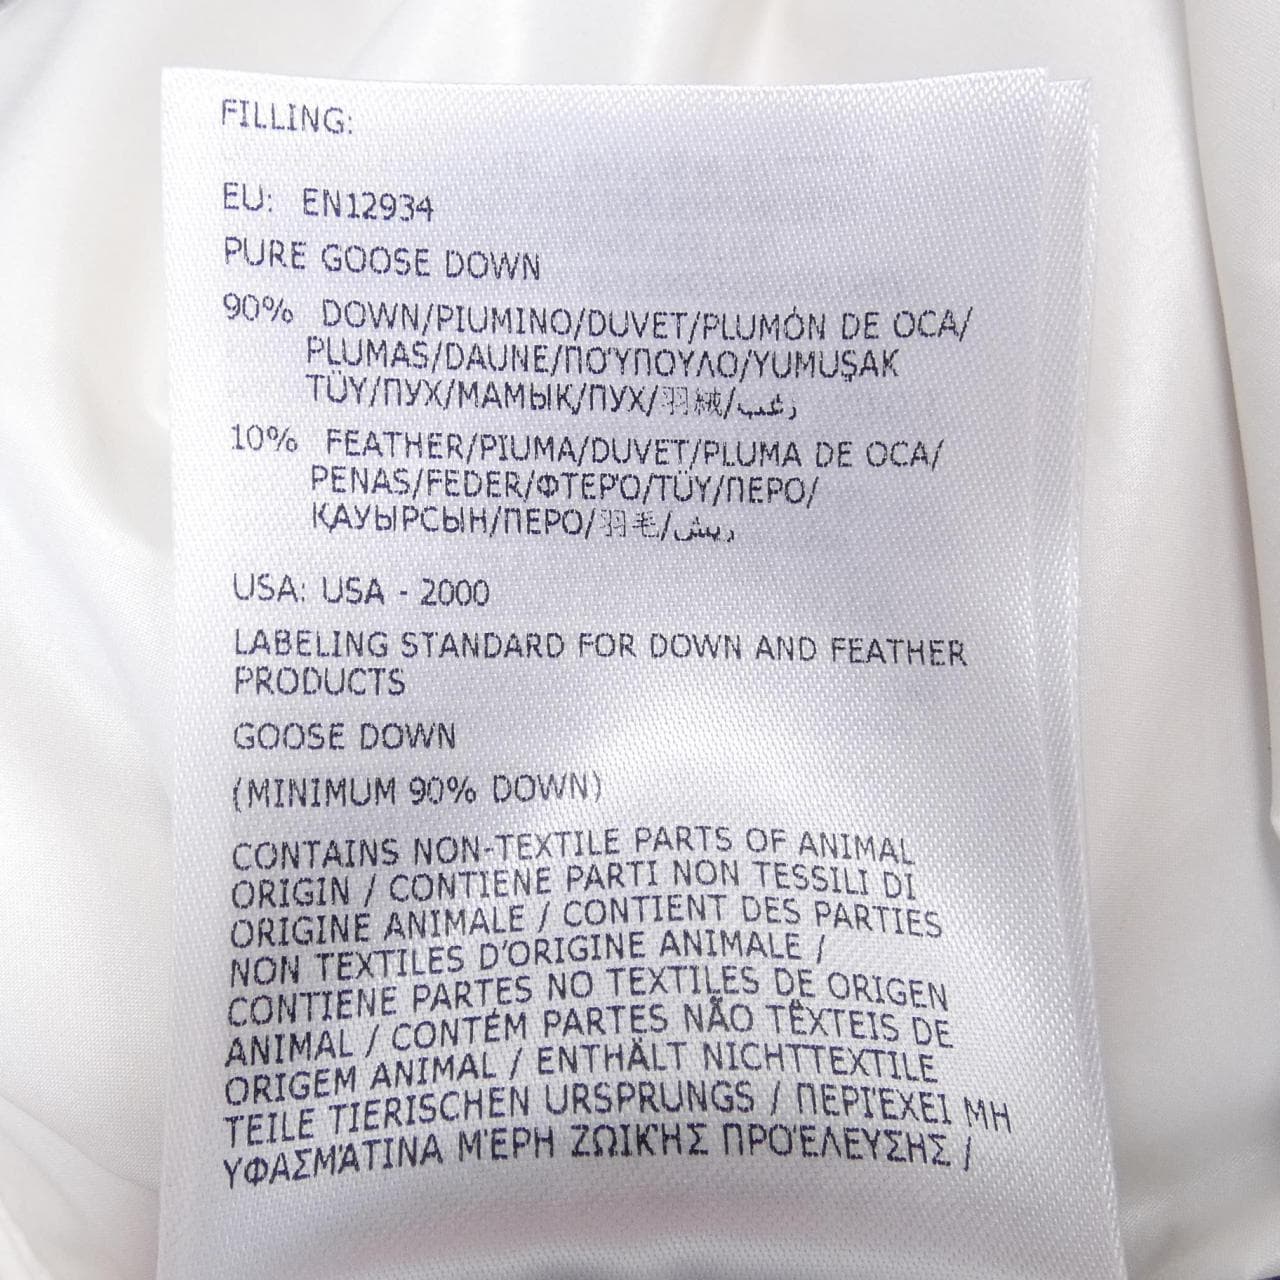 FILLING:
EU: EN12934
PURE GOOSE DOWN
90% DOWN/PIUMINO/DUVET/PLUMÓN DE OCA/
PLUMAS/DAUNE/ΠΟΎΠΟΥΛΟ/YUMUŞAK
TÜY/ПУХ/МАМЫҚ/ПУХ/羽絨/زغب
10% FEATHER/PIUMA/DUVET/PLUMA DE OCA/
PENAS/FEDER/ΦΤΕΡΌ/TÜY/ПЕРО/
ҚАУЫРСЫН/ПЕРО/羽毛/ريش
USA: USA - 2000
LABELING STANDARD FOR DOWN AND FEATHER
PRODUCTS
GOOSE DOWN
(MINIMUM 90% DOWN)
CONTAINS NON-TEXTILE PARTS OF ANIMAL
ORIGIN / CONTIENE PARTI NON TESSILI DI
ORIGINE ANIMALE / CONTIENT DES PARTIES
NON TEXTILES D'ORIGINE ANIMALE /
CONTIENE PARTES NO TEXTILES DE ORIGEN
ANIMAL / CONTÉM PARTES NÃO TÊXTEIS DE
ORIGEM ANIMAL / ENTHÄLT NICHTTEXTILE
TEILE TIERISCHEN URSPRUNGS / ΠΕΡΙΈΧΕΙ ΜΗ
ΥΦΑΣΜΆΤΙΝΑ ΜΈΡΗ ΖΩΙΚΉΣ ΠΡΟΈΛΕΥΣΗΣ /